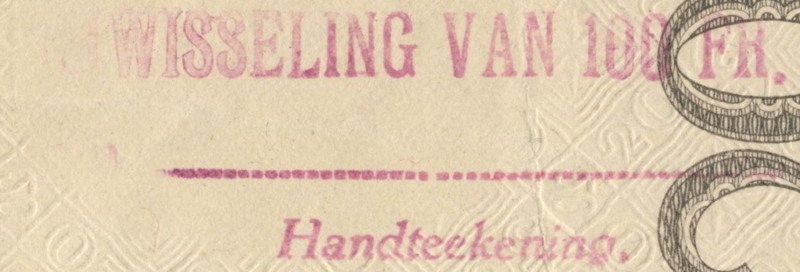 WISSELING VAN 100 FR.
Handteekening.